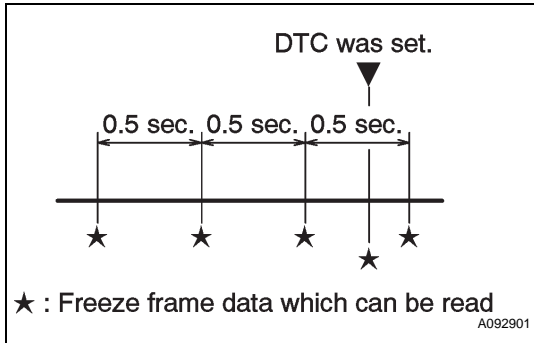 DTC was set.
0.5 sec. 0.5 sec. 0.5 sec.
★ : Freeze frame data which can be read
A092901